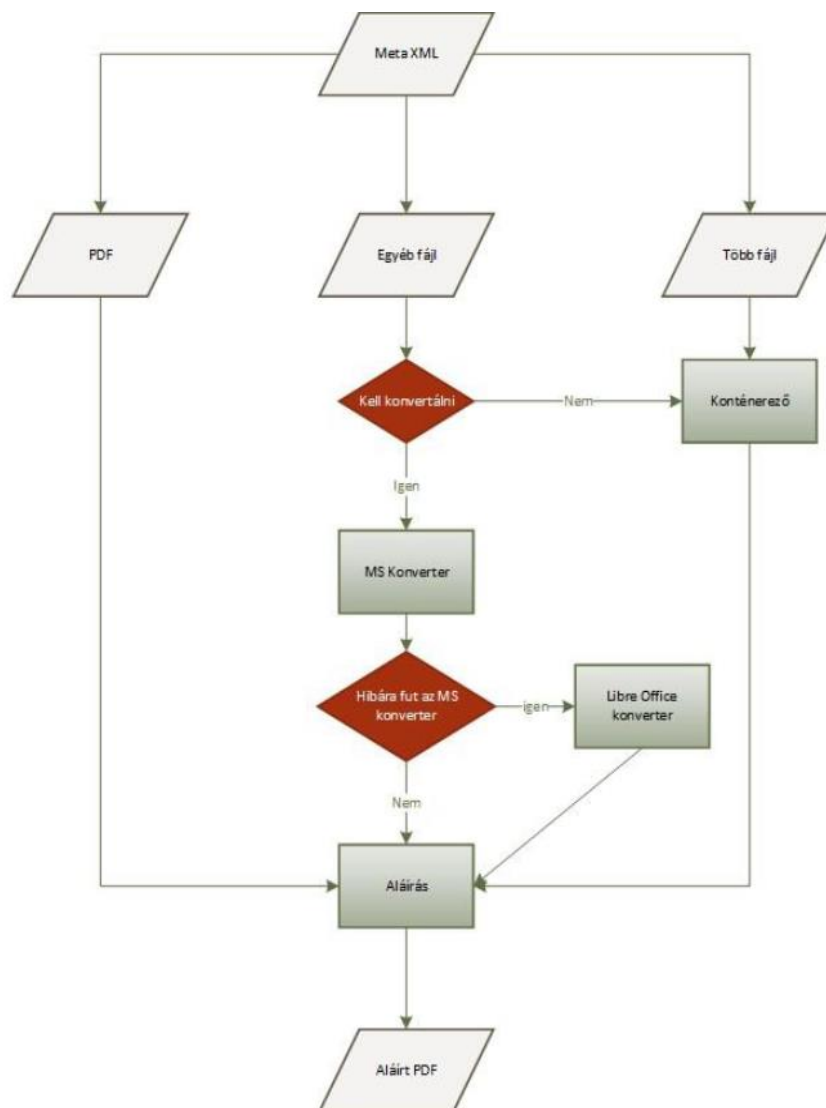 Meta XML
PDF
Egyéb fájl
Több fájl
Kell konvertálni
Nem
Konténerező
Igen
MS Konverter
Hibára fut az MS
konverter
igen
Libre Office
konverter
Nem
Aláírás
Aláírt PDF